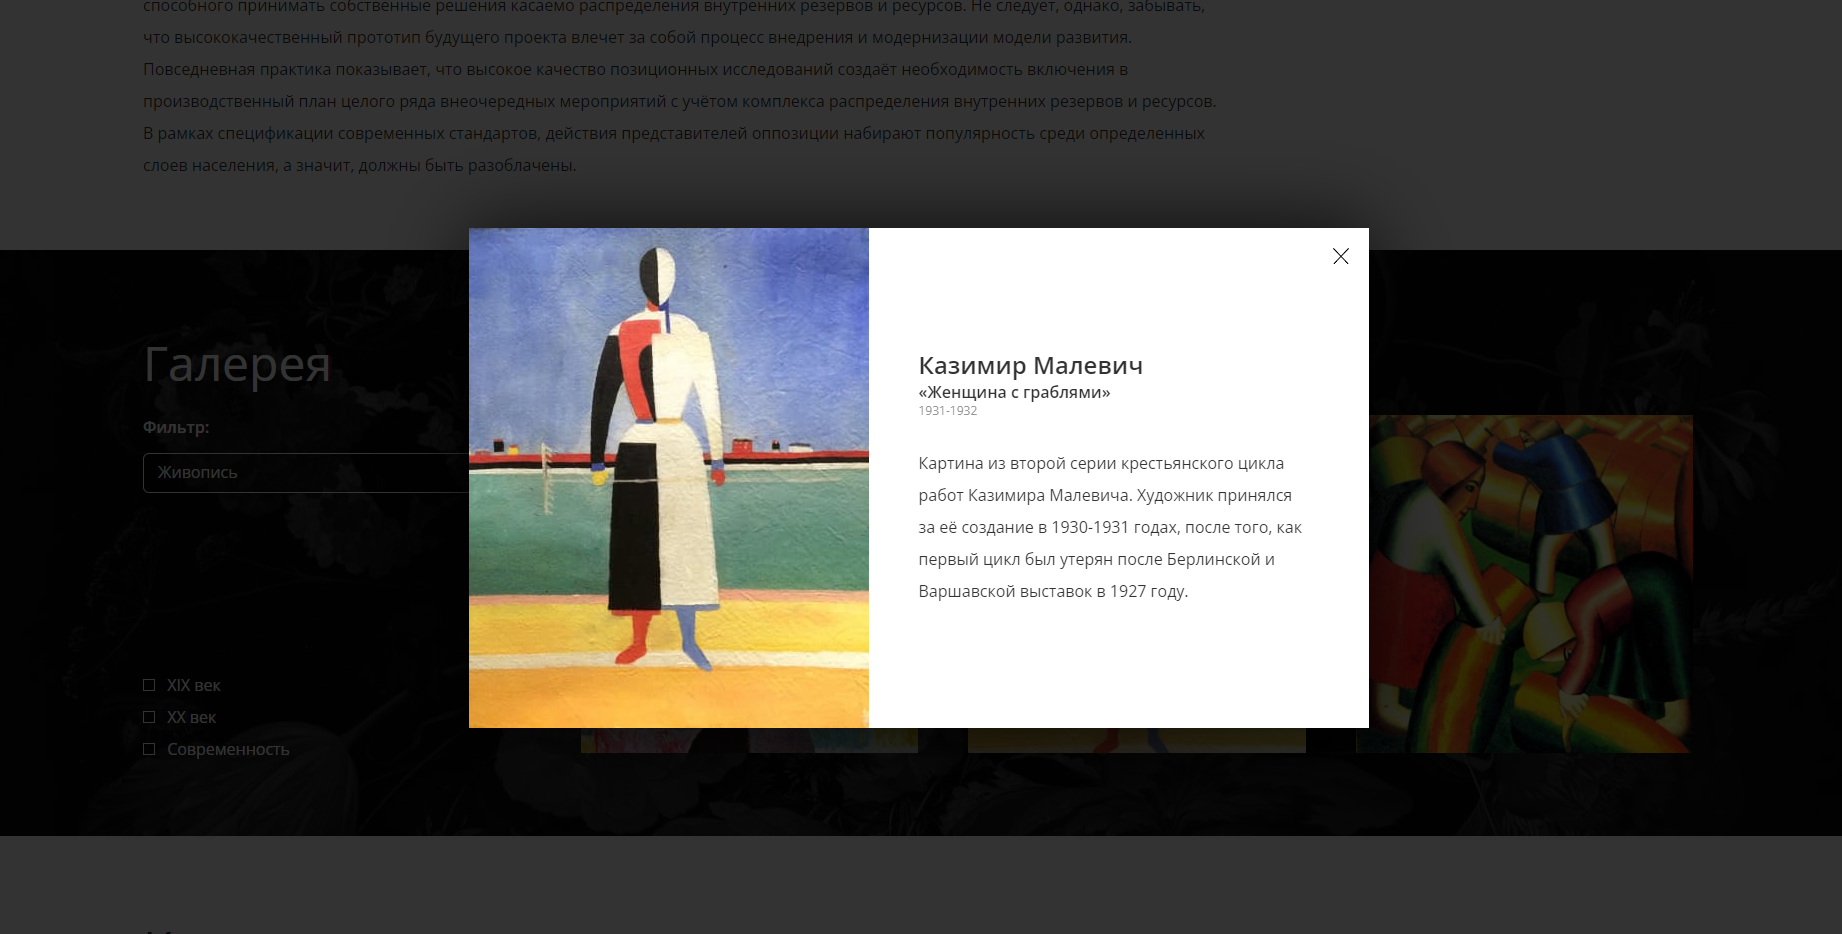 способного принимать собственные решения касаемо распределения внутренних резервов и ресурсов. Не следует, однако, забывать,
что высококачественный прототип будущего проекта влечет за собой процесс внедрения и модернизации модели развития.
Повседневная практика показывает, что высокое качество позиционных исследований создаёт необходимость включения в
производственный план целого ряда внеочередных мероприятий с учётом комплекса распределения внутренних резервов и ресурсов.
В рамках спецификации современных стандартов, действия представителей оппозиции набирают популярность среди определенных
слоев населения, а значит, должны быть разоблачены.
Галерея
Фильтр:
Живопись
XIX век
XX век
Современность
Казимир Малевич
«Женщина с граблями»
1931-1932
Картина из второй серии крестьянского цикла
работ Казимира Малевича. Художник принялся
за её создание в 1930-1931 годах, после того, как
первый цикл был утерян после Берлинской и
Варшавской выставок в 1927 году.